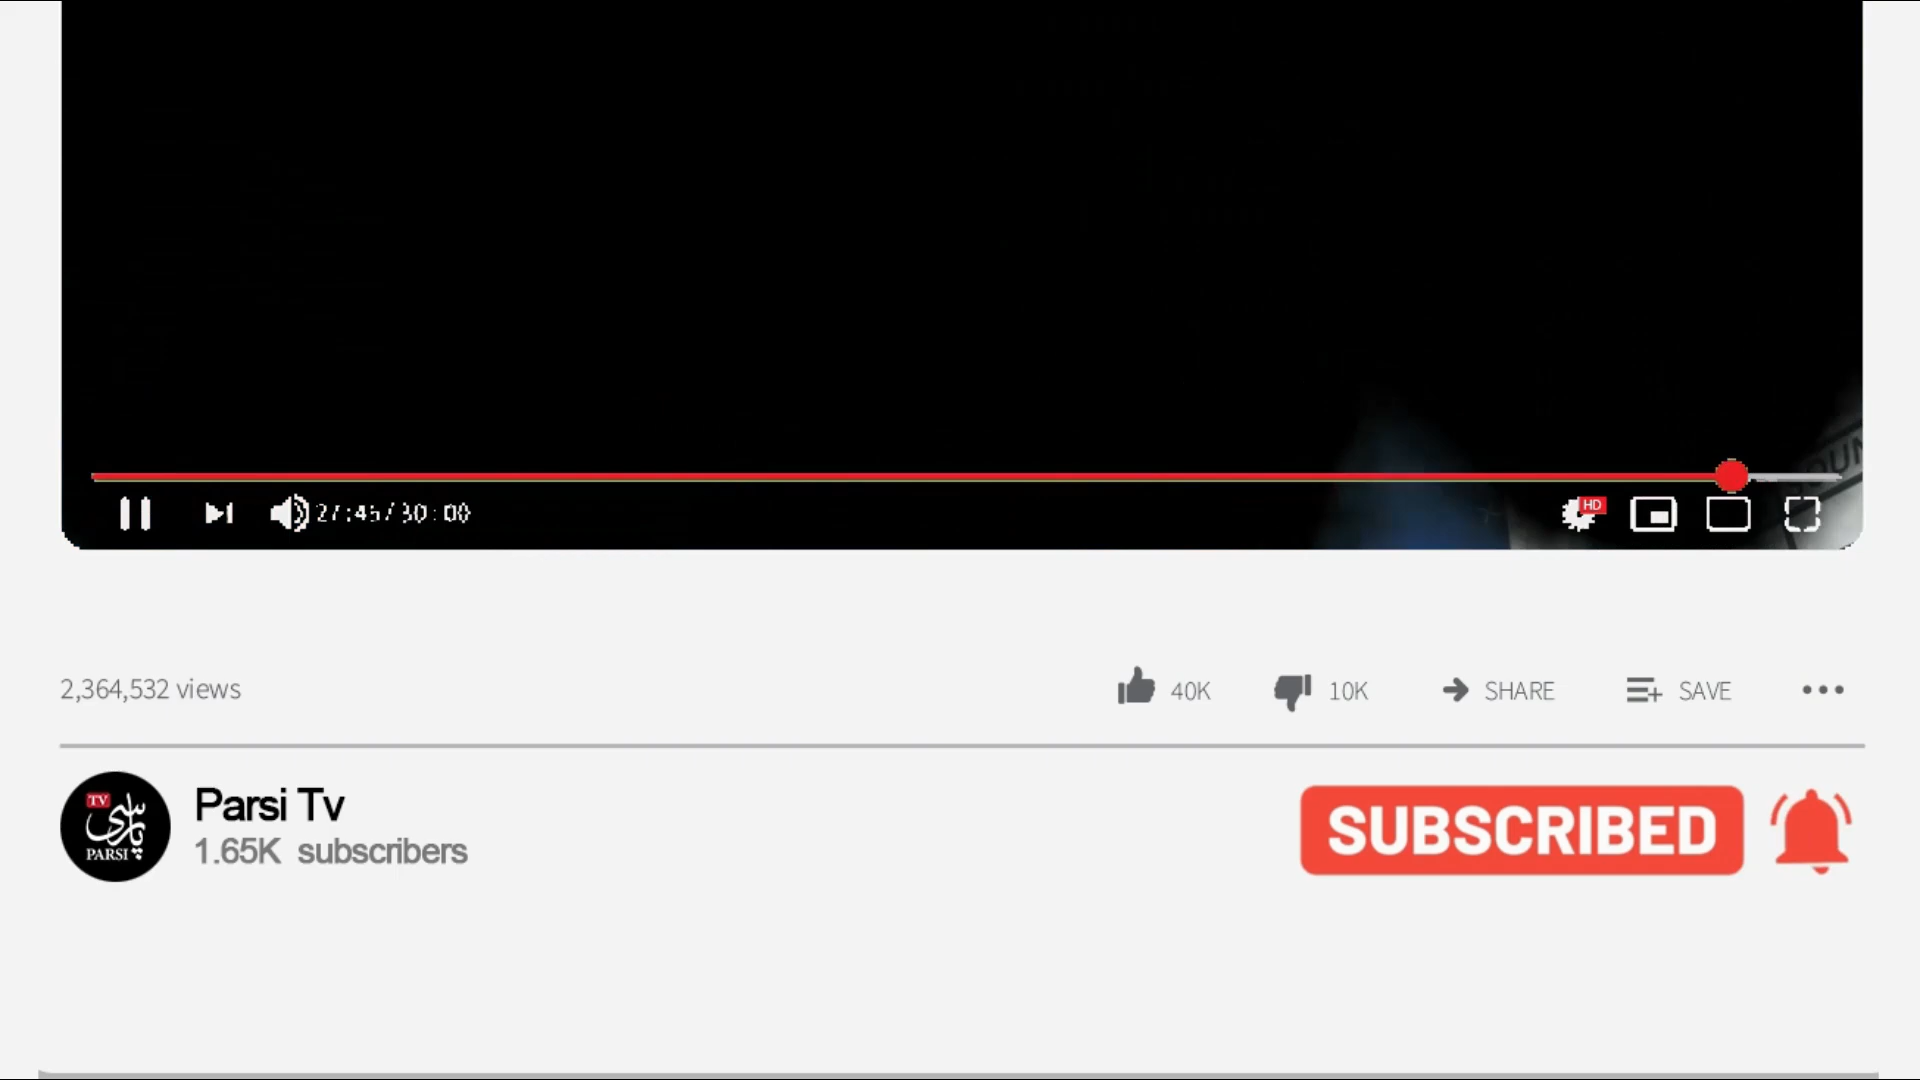 27:45/30:00
HD
2,364,532 views
40K
10K
SHARE
SAVE
TV
پارسی
PARSI
Parsi Tv
1.65K subscribers
SUBSCRIBED